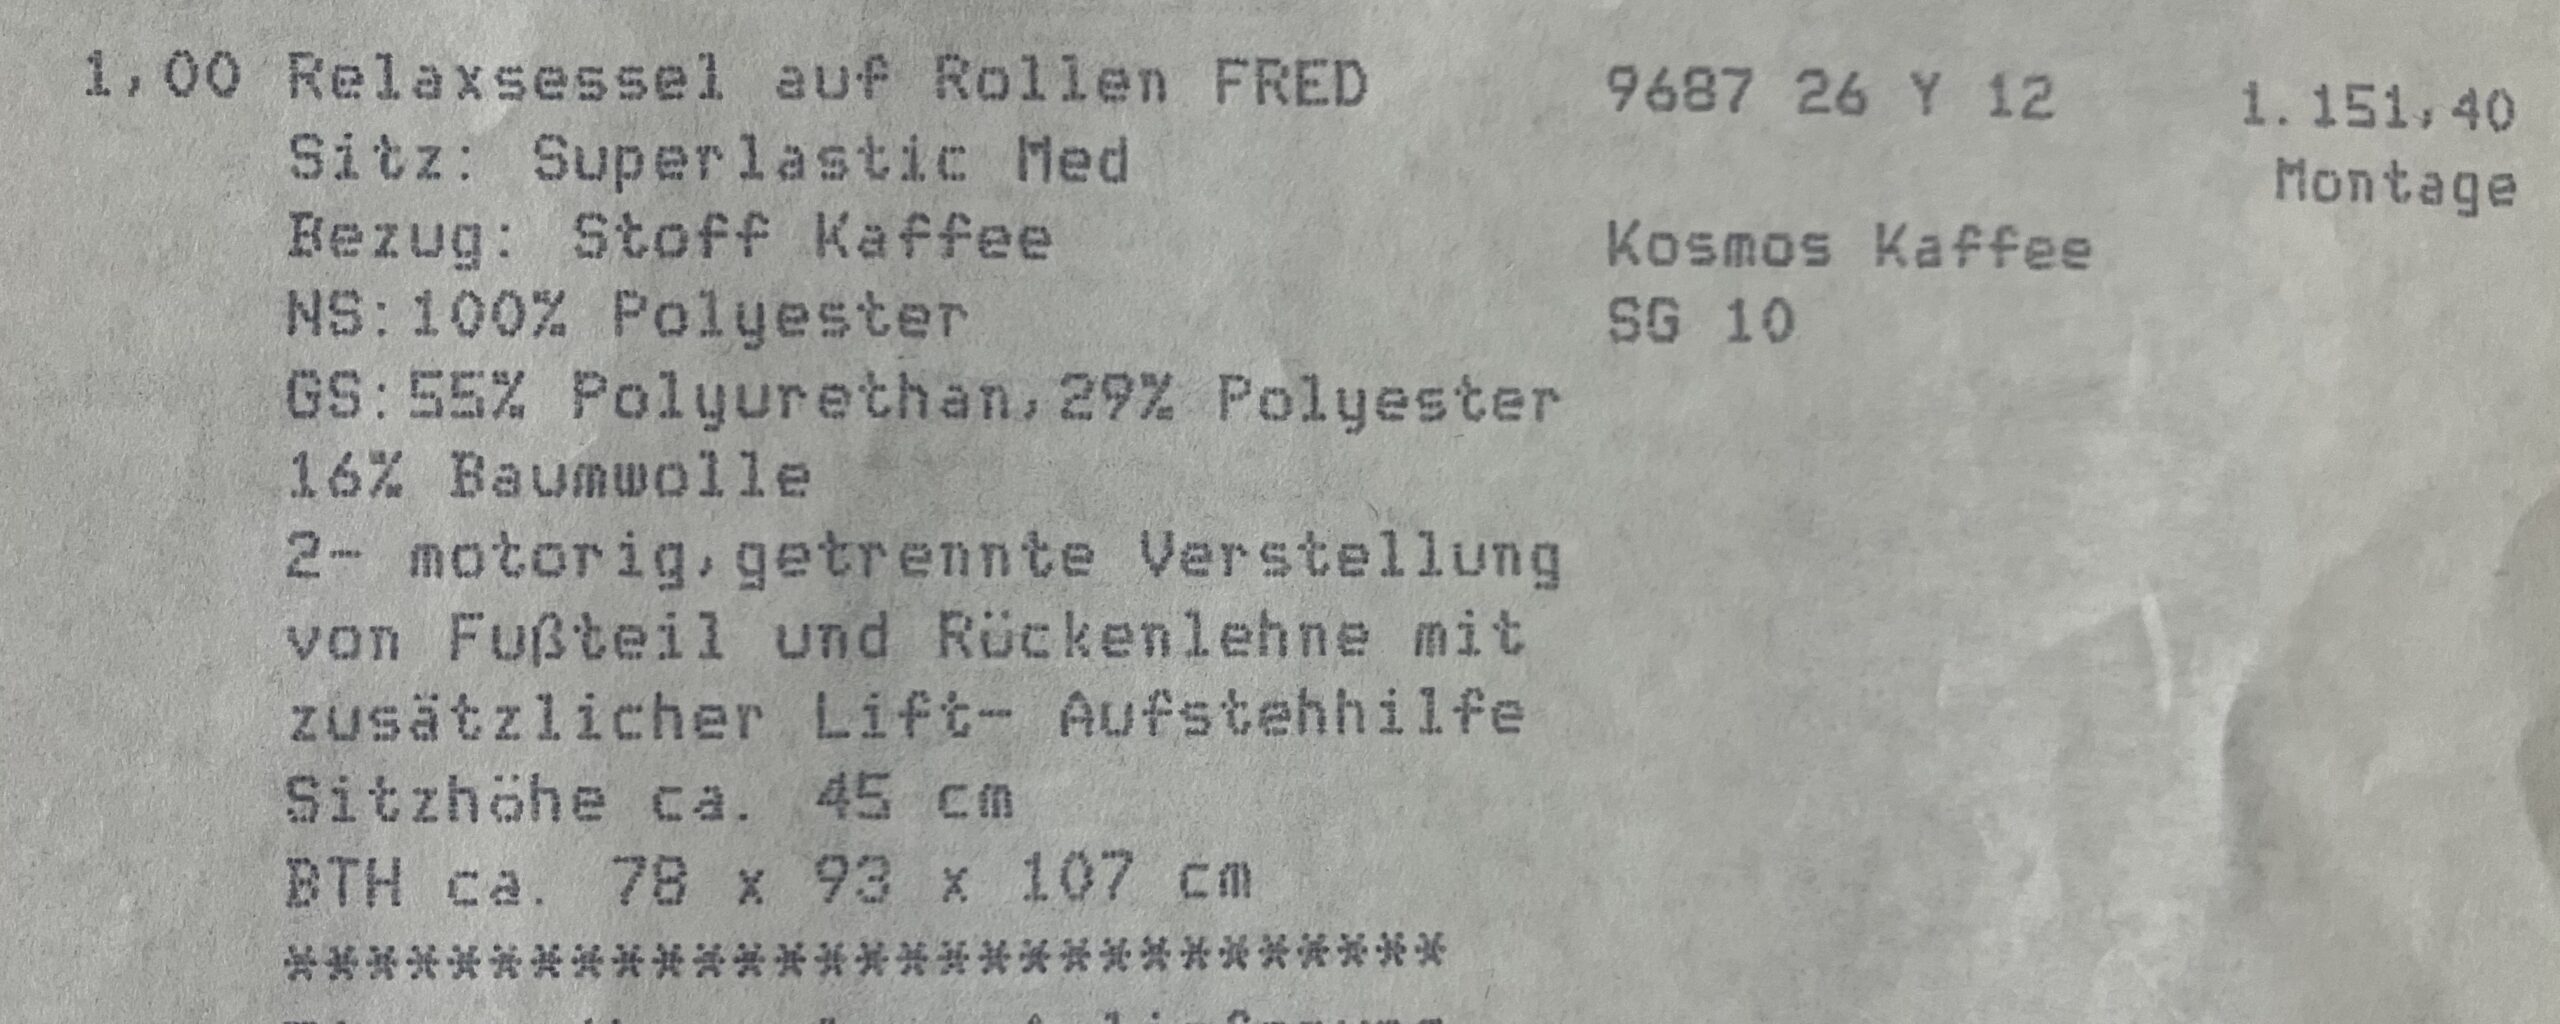 1,00 Relaxsessel auf Rollen FRED 9687 26 Y 12 1.151,40
Sitz: Superlastic Med Montage
Bezug: Stoff Kaffee Kosmos Kaffee
NS:100% Polyester SG 10
GS:55% Polyurethan,29% Polyester
16% Baumwolle
2- motorig,getrennte Verstellung
von Fußteil und Rückenlehne mit
zusätzlicher Lift- Aufstehhilfe
Sitzhöhe ca. 45 cm
BTH ca. 78 x 93 x 107 cm
*****************************